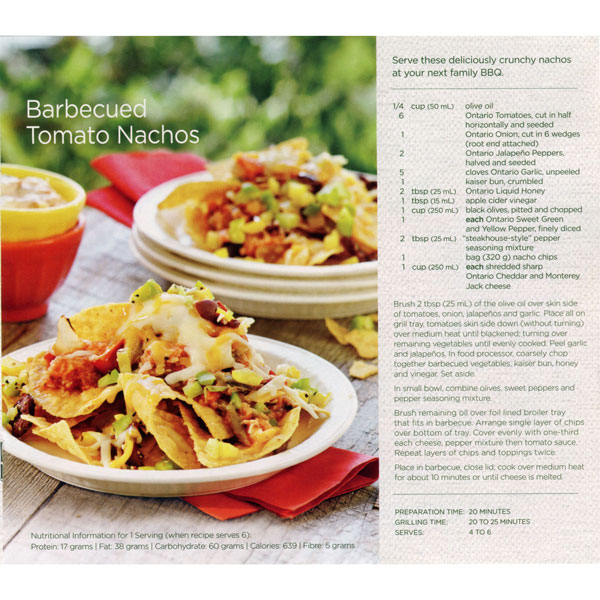 Barbecued
Tomato Nachos
Serve these deliciously crunchy nachos
at your next family BBQ.
1/4 cup (50 mL) olive oil
6 Ontario Tomatoes, cut in half
horizontally and seeded
1 Ontario Onion, cut in 6 wedges
(root end attached)
2 Ontario Jalapeño Peppers,
halved and seeded
5 cloves Ontario Garlic, unpeeled
1 kaiser bun, crumbled
2 tbsp (25 mL) Ontario Liquid Honey
1 tbsp (15 mL) apple cider vinegar
1 cup (250 mL) black olives, pitted and chopped
1 each Ontario Sweet Green
and Yellow Pepper, finely diced
2 tbsp (25 mL) "steakhouse-style" pepper
seasoning mixture
1 bag (320 g) nacho chips
1 cup (250 mL) each shredded sharp
Ontario Cheddar and Monterey
Jack cheese
Brush 2 tbsp (25 mL) of the olive oil over skin side
of tomatoes, onion, jalapeños and garlic. Place all on
grill tray, tomatoes skin side down (without turning)
over medium heat until blackened; turning over
remaining vegetables until evenly cooked. Peel garlic
and jalapeños. In food processor, coarsely chop
together barbecued vegetables, kaiser bun, honey
and vinegar. Set aside.
In small bowl, combine olives, sweet peppers and
pepper seasoning mixture.
Brush remaining oil over foil lined broiler tray
that fits in barbecue. Arrange single layer of chips
over bottom of tray. Cover evenly with one-third
each cheese, pepper mixture then tomato sauce.
Repeat layers of chips and toppings twice.
Place in barbecue, close lid; cook over medium heat
for about 10 minutes or until cheese is melted.
PREPARATION TIME: 20 MINUTES
GRILLING TIME: 20 TO 25 MINUTES
SERVES: 4 TO 6
Nutritional Information for 1 Serving (when recipe serves 6):
Protein: 17 grams | Fat: 38 grams | Carbohydrate: 60 grams | Calories: 639 | Fibre: 5 grams